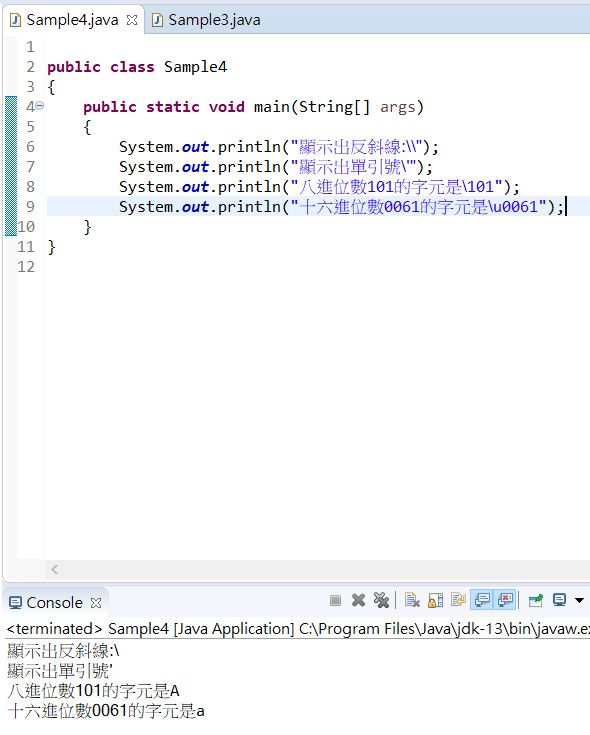 Sample4.java Sample3.java
1
2 public class Sample4
3 {
4 public static void main(String[] args)
5 {
6 System.out.println("顯示出反斜線:\\");
7 System.out.println("顯示出單引號\'");
8 System.out.println("八進位數101的字元是\101");
9 System.out.println("十六進位數0061的字元是\u0061");
10 }
11 }
12
Console
<terminated> Sample4 [Java Application] C:\Program Files\Java\jdk-13\bin\javaw.e
顯示出反斜線:\
顯示出單引號'
八進位數101的字元是A
十六進位數0061的字元是a